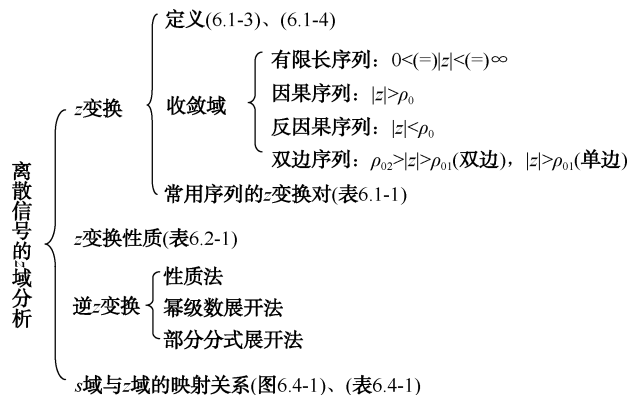 定义(6.1-3)、(6.1-4)
有限长序列：0<(=)|z|<(=)∞
z变换
收敛域
因果序列：|z|>ρ0
反因果序列：|z|<ρ0
双边序列：ρ02>|z|>ρ01(双边)，|z|>ρ01(单边)
常用序列的z变换对(表6.1-1)
离散信号的 域分析
z变换性质(表6.2-1)
性质法
逆z变换
幂级数展开法
部分分式展开法
s域与z域的映射关系(图6.4-1)、(表6.4-1)